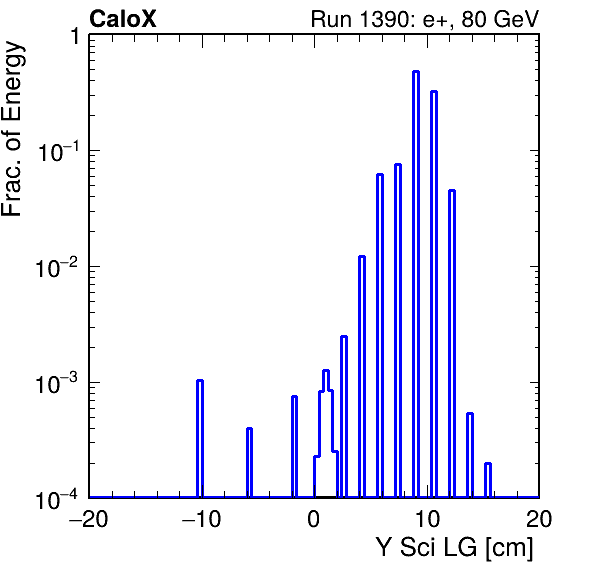 CaloX Run 1390: e+, 80 GeV
Frac. of Energy
1
10⁻¹
10⁻²
10⁻³
10⁻⁴
−20 −10 0 10 20
Y Sci LG [cm]